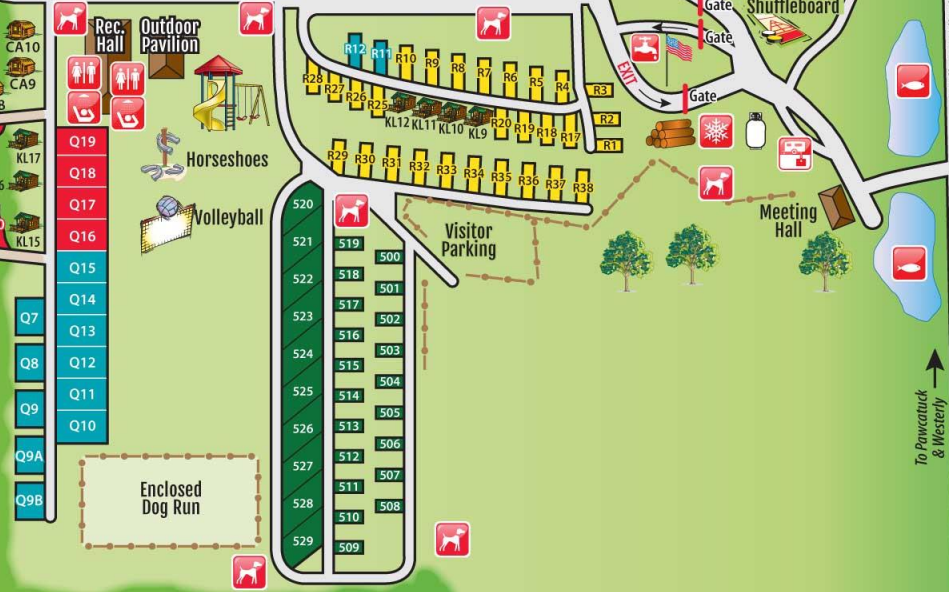 Gate
Shuffleboard
Gate
Rec.
Hall
Outdoor
Pavilion
CA10
CA9
R12
R11
R10
R9
R8
R7
R6
R5
R4
R3
R2
R1
R28
R27
R26
R25
KL12
KL11
KL10
KL9
R20
R19
R18
R17
EXIT
Gate
R29
R30
R31
R32
R33
R34
R35
R36
R37
R38
KL17
KL15
Q19
Q18
Q17
Q16
Q15
Q14
Q13
Q12
Q11
Q10
Q7
Q8
Q9
Q9A
Q9B
Horseshoes
Volleyball
Enclosed
Dog Run
520
521
522
523
524
525
526
527
528
529
519
518
517
516
515
514
513
512
511
510
509
500
501
502
503
504
505
506
507
508
Visitor
Parking
Meeting
Hall
To Pawcatuck
& Westerly